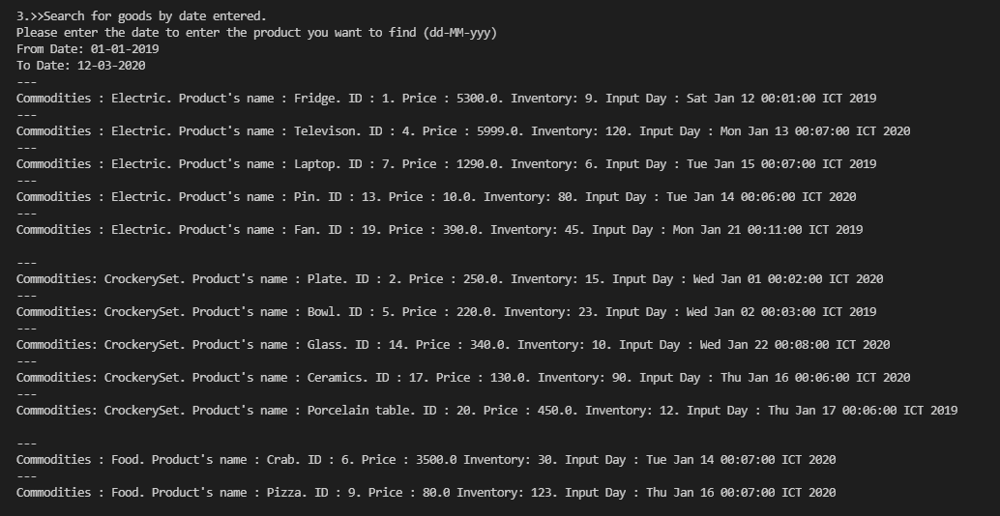 3.>>Search for goods by date entered.
Please enter the date to enter the product you want to find (dd-MM-yyy)
From Date: 01-01-2019
To Date: 12-03-2020
---
Commodities : Electric. Product's name : Fridge. ID : 1. Price : 5300.0. Inventory: 9. Input Day : Sat Jan 12 00:01:00 ICT 2019
---
Commodities : Electric. Product's name : Televison. ID : 4. Price : 5999.0. Inventory: 120. Input Day : Mon Jan 13 00:07:00 ICT 2020
---
Commodities : Electric. Product's name : Laptop. ID : 7. Price : 1290.0. Inventory: 6. Input Day : Tue Jan 15 00:07:00 ICT 2019
---
Commodities : Electric. Product's name : Pin. ID : 13. Price : 10.0. Inventory: 80. Input Day : Tue Jan 14 00:06:00 ICT 2020
---
Commodities : Electric. Product's name : Fan. ID : 19. Price : 390.0. Inventory: 45. Input Day : Mon Jan 21 00:11:00 ICT 2019
---
Commodities: CrockerySet. Product's name : Plate. ID : 2. Price : 250.0. Inventory: 15. Input Day : Wed Jan 01 00:02:00 ICT 2020
---
Commodities: CrockerySet. Product's name : Bowl. ID : 5. Price : 220.0. Inventory: 23. Input Day : Wed Jan 02 00:03:00 ICT 2019
---
Commodities: CrockerySet. Product's name : Glass. ID : 14. Price : 340.0. Inventory: 10. Input Day : Wed Jan 22 00:08:00 ICT 2020
---
Commodities: CrockerySet. Product's name : Ceramics. ID : 17. Price : 130.0. Inventory: 90. Input Day : Thu Jan 16 00:06:00 ICT 2020
---
Commodities: CrockerySet. Product's name : Porcelain table. ID : 20. Price : 450.0. Inventory: 12. Input Day : Thu Jan 17 00:06:00 ICT 2019
---
Commodities : Food. Product's name : Crab. ID : 6. Price : 3500.0 Inventory: 30. Input Day : Tue Jan 14 00:07:00 ICT 2020
---
Commodities : Food. Product's name : Pizza. ID : 9. Price : 80.0 Inventory: 123. Input Day : Thu Jan 16 00:07:00 ICT 2020